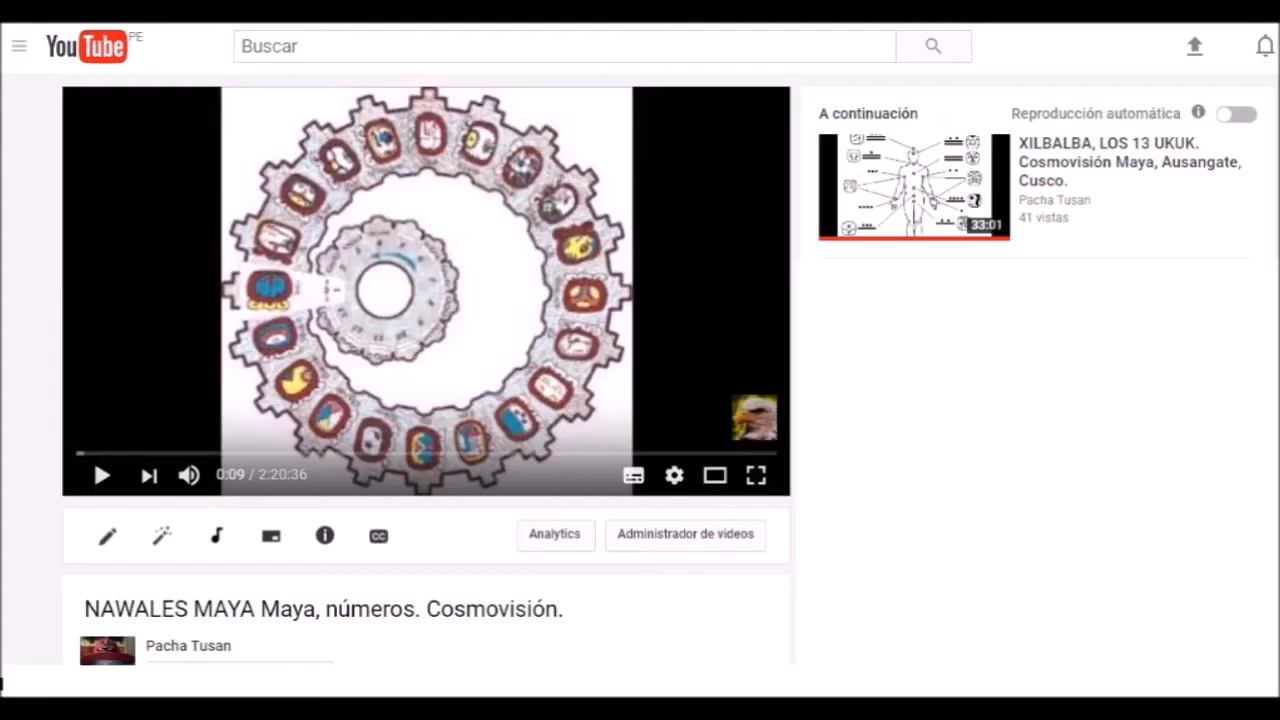 YouTube PE
Buscar
A continuación
Reproducción automática
XILBALBA, LOS 13 UKUK.
Cosmovisión Maya, Ausangate,
Cusco.
Pacha Tusan
41 vistas
33:01
0:09 / 2:20:36
CC
Analytics
Administrador de videos
NAWALES MAYA Maya, números. Cosmovisión.
Pacha Tusan